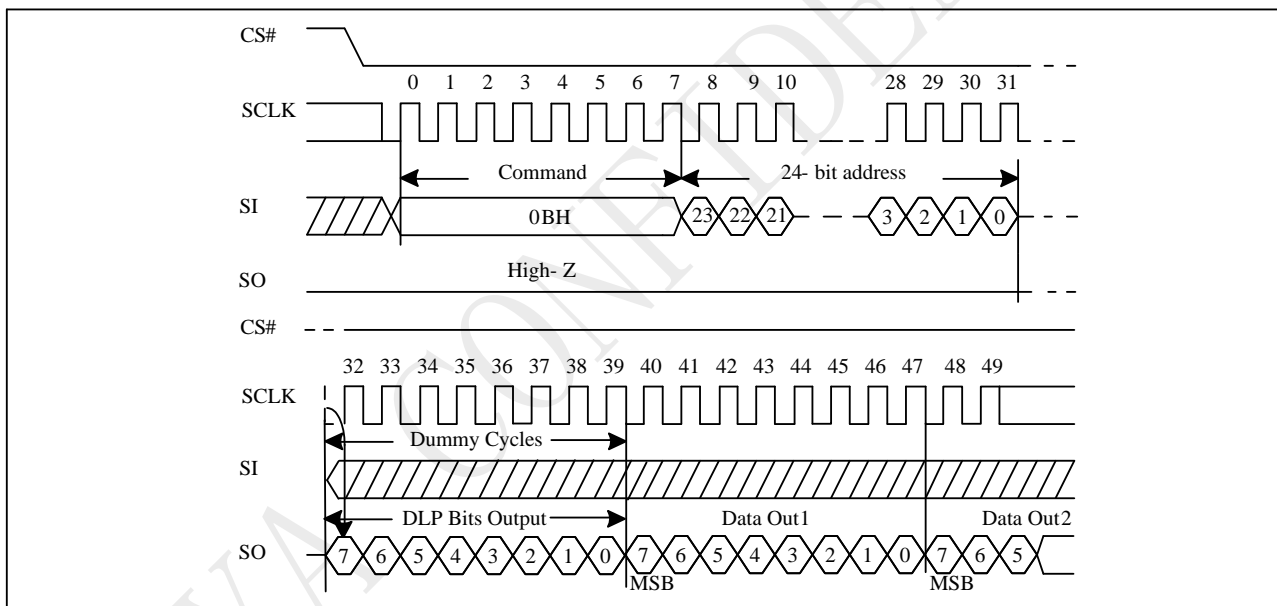 CS#
0 1 2 3 4 5 6 7 8 9 10 28 29 30 31
SCLK
Command 24- bit address
SI 0BH 23 22 21 3 2 1 0
High- Z
SO
CS#
32 33 34 35 36 37 38 39 40 41 42 43 44 45 46 47 48 49
SCLK
Dummy Cycles
SI
DLP Bits Output Data Out1 Data Out2
SO 7 6 5 4 3 2 1 0 7 6 5 4 3 2 1 0 7 6 5
MSB MSB